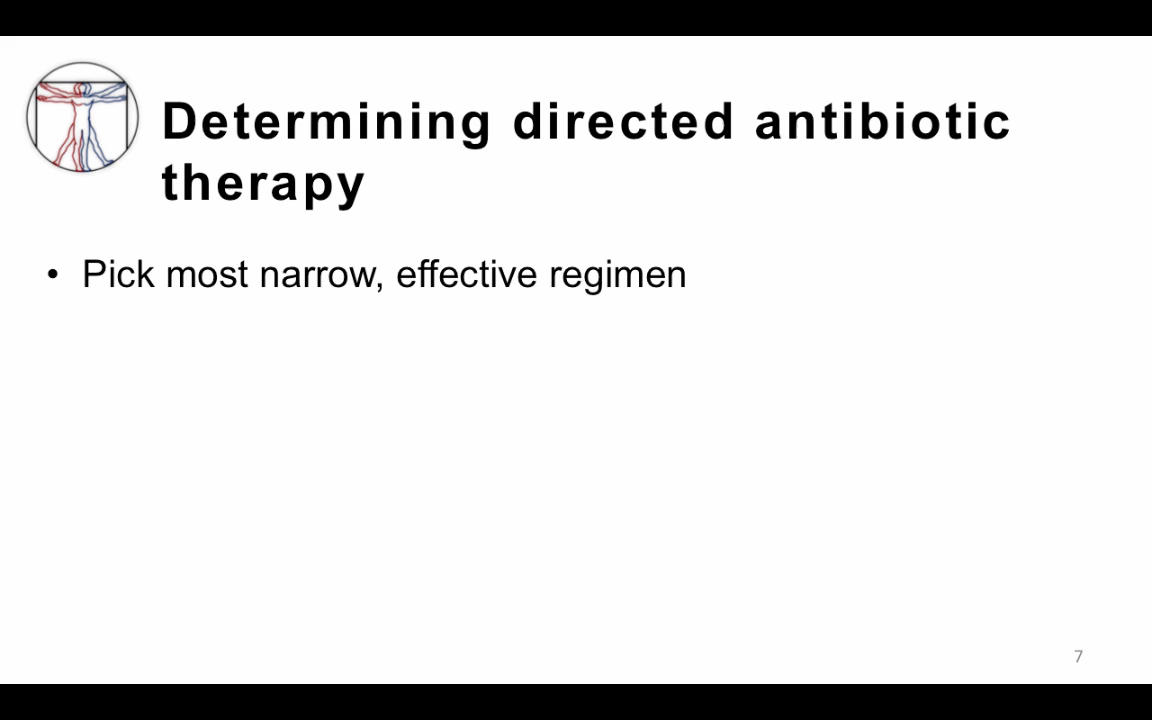 Determining directed antibiotic
therapy
• Pick most narrow, effective regimen
7